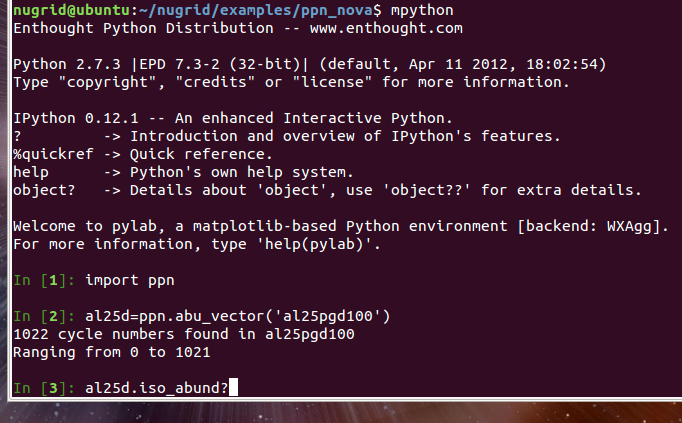 nugrid@ubuntu:~/nugrid/examples/ppn_nova$ mpython
Enthought Python Distribution -- www.enthought.com
Python 2.7.3 |EPD 7.3-2 (32-bit)| (default, Apr 11 2012, 18:02:54)
Type "copyright", "credits" or "license" for more information.
IPython 0.12.1 -- An enhanced Interactive Python.
?         -> Introduction and overview of IPython's features.
%quickref -> Quick reference.
help      -> Python's own help system.
object?   -> Details about 'object', use 'object??' for extra details.
Welcome to pylab, a matplotlib-based Python environment [backend: WXAgg].
For more information, type 'help(pylab)'.
In [1]: import ppn
In [2]: al25d=ppn.abu_vector('al25pgd100')
1022 cycle numbers found in al25pgd100
Ranging from 0 to 1021
In [3]: al25d.iso_abund?